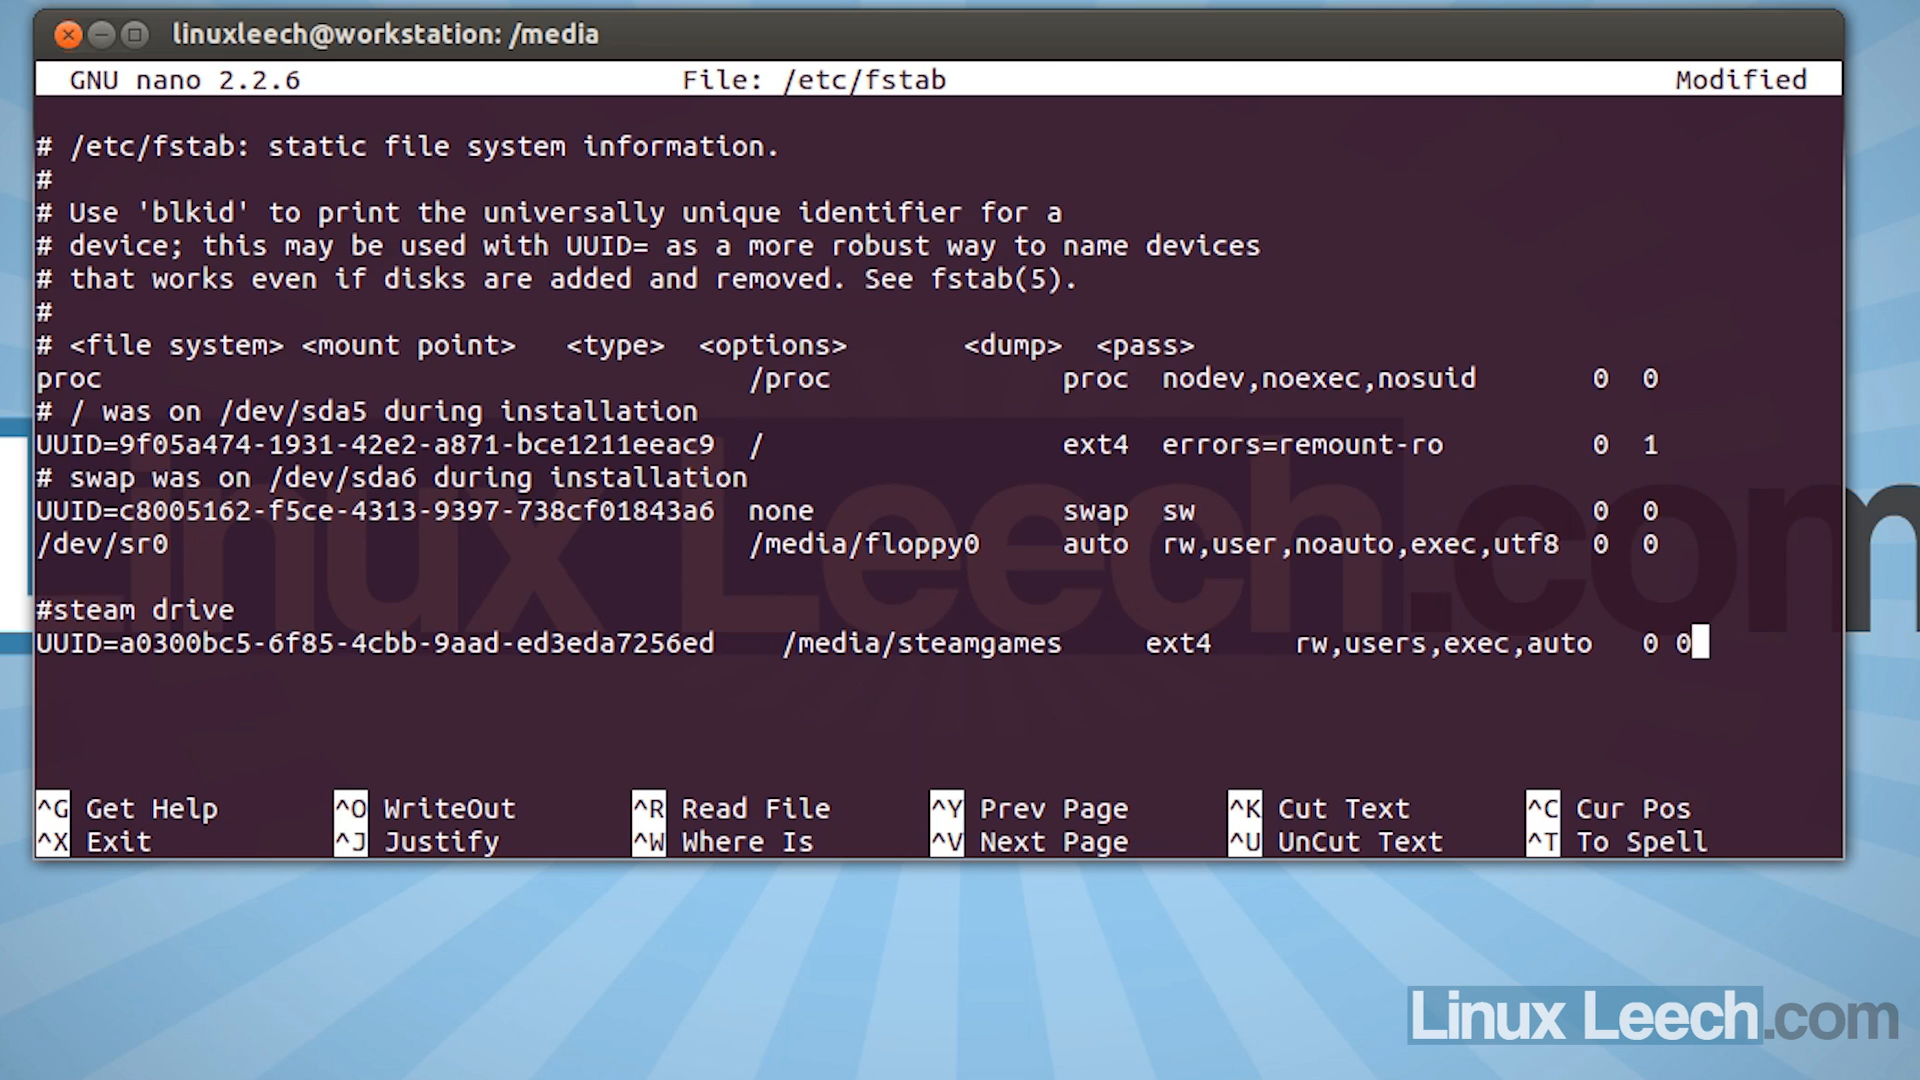 linuxleech@workstation: /media
GNU nano 2.2.6 File: /etc/fstab Modified
# /etc/fstab: static file system information.
#
# Use 'blkid' to print the universally unique identifier for a
# device; this may be used with UUID= as a more robust way to name devices
# that works even if disks are added and removed. See fstab(5).
#
# <file system> <mount point> <type> <options> <dump> <pass>
proc /proc proc nodev,noexec,nosuid 0 0
# / was on /dev/sda5 during installation
UUID=9f05a474-1931-42e2-a871-bce1211eeac9 / ext4 errors=remount-ro 0 1
# swap was on /dev/sda6 during installation
UUID=c8005162-f5ce-4313-9397-738cf01843a6 none swap sw 0 0
/dev/sr0 /media/floppy0 auto rw,user,noauto,exec,utf8 0 0
#steam drive
UUID=a0300bc5-6f85-4cbb-9aad-ed3eda7256ed /media/steamgames ext4 rw,users,exec,auto 0 0
Linux Leech.com
^G Get Help ^O WriteOut ^R Read File ^Y Prev Page ^K Cut Text ^C Cur Pos
^X Exit ^J Justify ^W Where Is ^V Next Page ^U UnCut Text ^T To Spell
Linux Leech.com